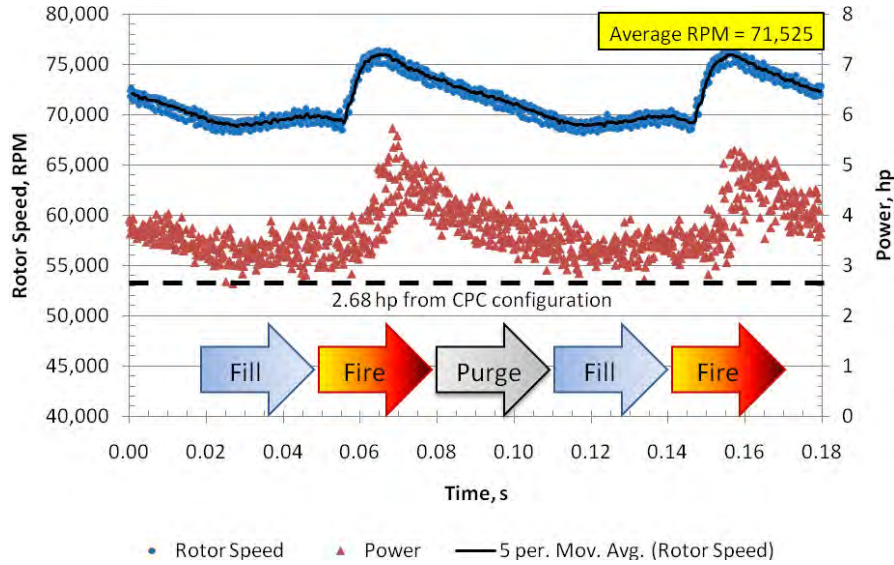 80,000
75,000
70,000
65,000
60,000
55,000
50,000
45,000
40,000
Rotor Speed, RPM
Average RPM = 71,525
8
7
6
5
4
3
2
1
0
Power, hp
2.68 hp from CPC configuration
Fill
Fire
Purge
Fill
Fire
0.00 0.02 0.04 0.06 0.08 0.10 0.12 0.14 0.16 0.18
Time, s
Rotor Speed Power 5 per. Mov. Avg. (Rotor Speed)